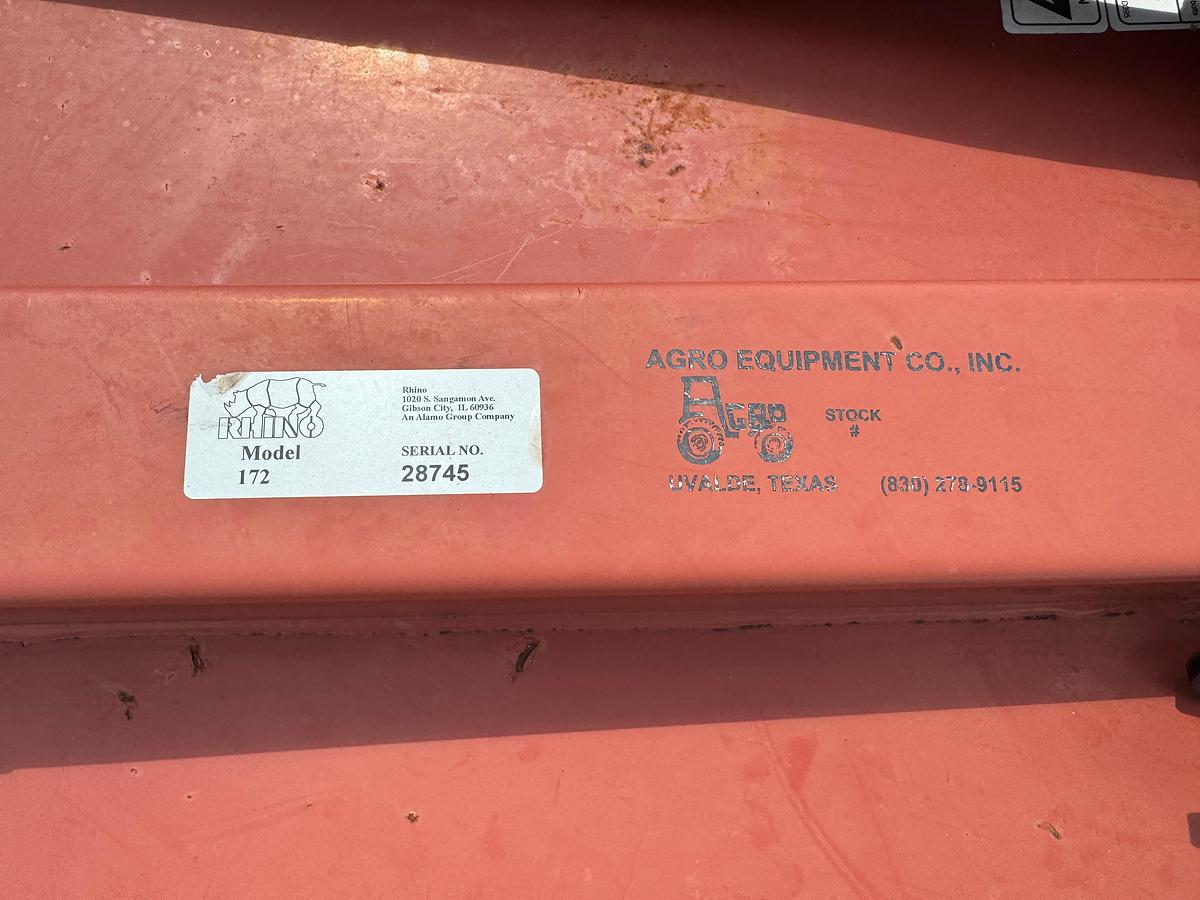 RHINO
Model
172
Rhino
1020 S. Sangamon Ave.
Gibson City, IL 60936
An Alamo Group Company
SERIAL NO.
28745
AGRO EQUIPMENT CO., INC.
AGRO
STOCK
#
UVALDE, TEXAS (830) 278-9115